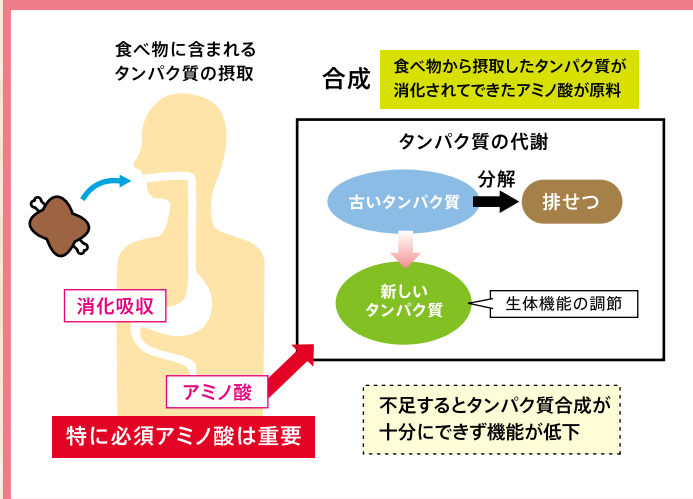 食べ物に含まれる
タンパク質の摂取
合成
食べ物から摂取したタンパク質が
消化されてできたアミノ酸が原料
タンパク質の代謝
古いタンパク質
分解
排せつ
新しい
タンパク質
生体機能の調節
消化吸収
アミノ酸
特に必須アミノ酸は重要
不足するとタンパク質合成が
十分にできず機能が低下